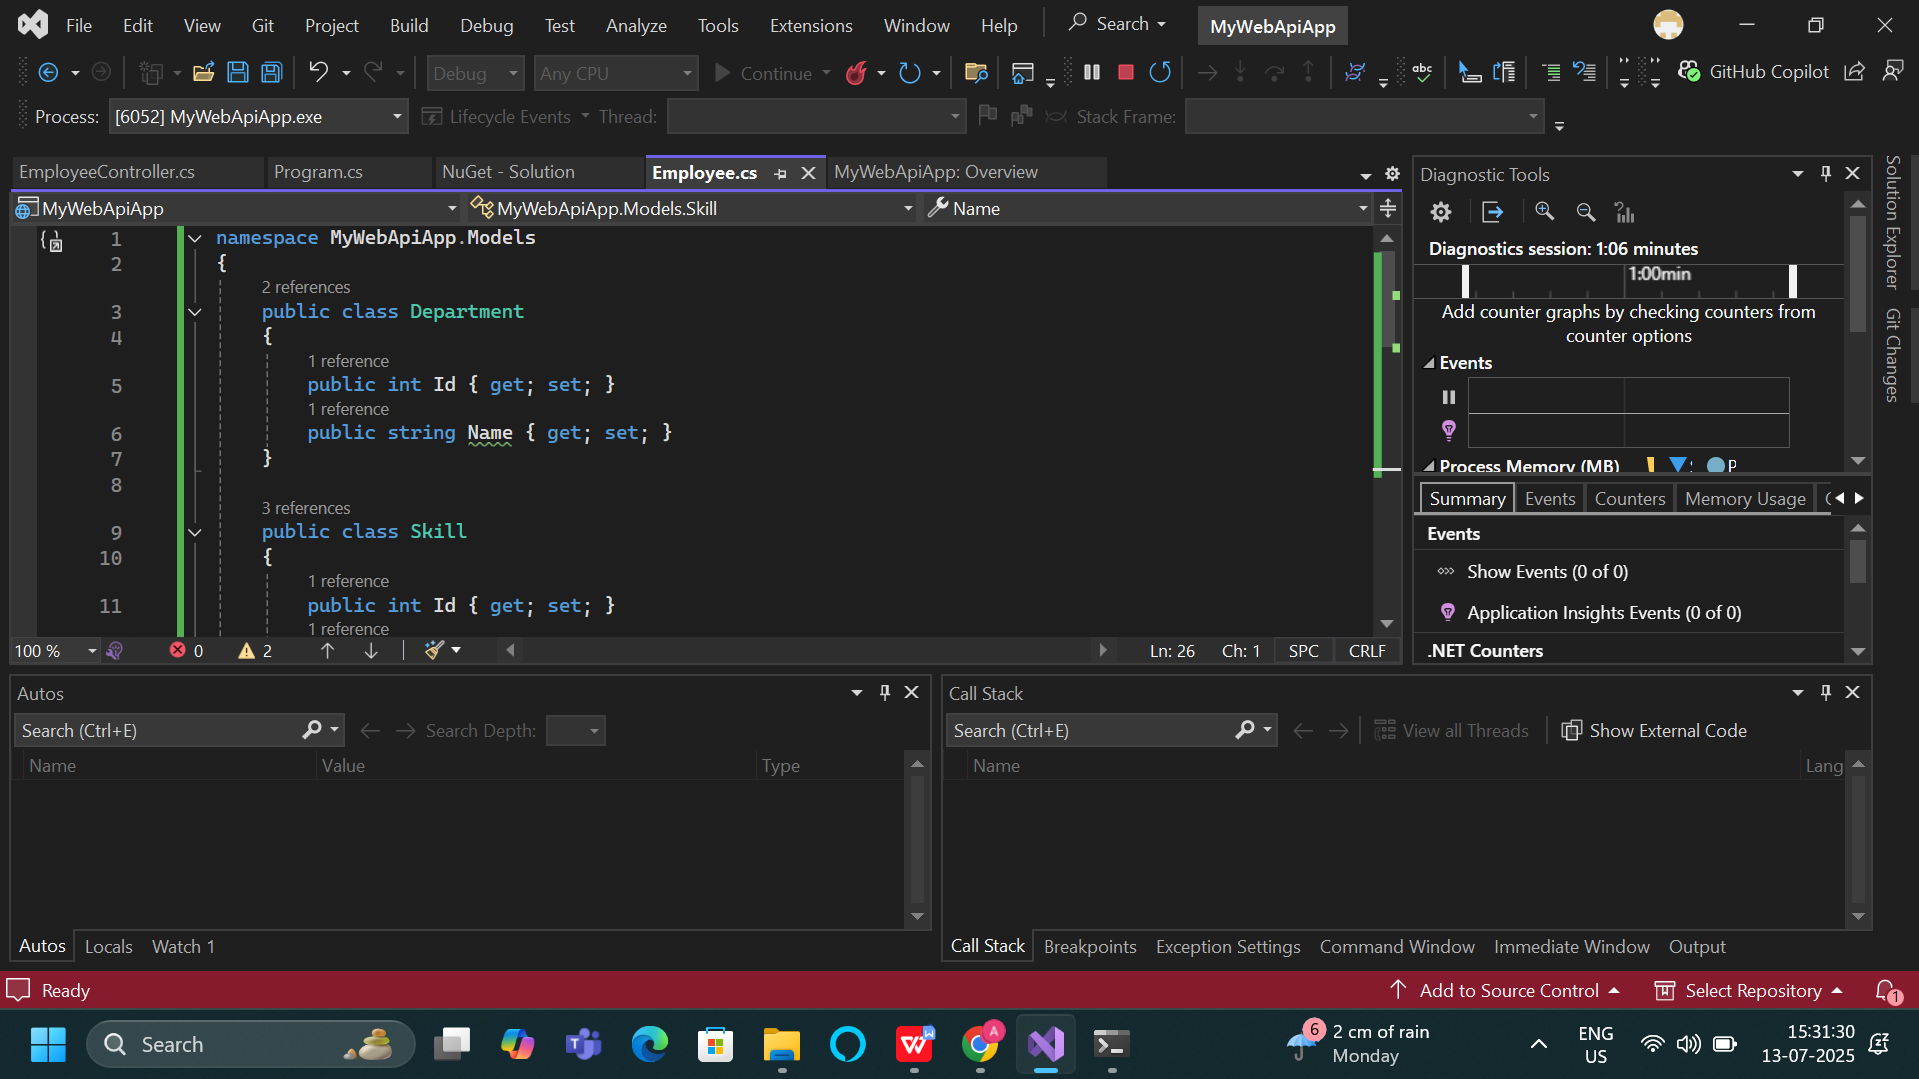 File Edit View Git Project Build Debug Test Analyze Tools Extensions Window Help Search MyWebApiApp
Debug Any CPU Continue GitHub Copilot
Process: [6052] MyWebApiApp.exe Lifecycle Events Thread: Stack Frame:
EmployeeController.cs Program.cs NuGet - Solution Employee.cs MyWebApiApp: Overview
MyWebApiApp MyWebApiApp.Models.Skill Name
1 namespace MyWebApiApp.Models
2 {
2 references
3 public class Department
4 {
1 reference
5 public int Id { get; set; }
1 reference
6 public string Name { get; set; }
7 }
8
3 references
9 public class Skill
10 {
1 reference
11 public int Id { get; set; }
1 reference
100 % 0 2 Ln: 26 Ch: 1 SPC CRLF
Diagnostic Tools
Diagnostics session: 1:06 minutes
1:00min
Add counter graphs by checking counters from
counter options
Events
Process Memory (MB)
Summary Events Counters Memory Usage
Events
Show Events (0 of 0)
Application Insights Events (0 of 0)
.NET Counters
Solution Explorer
Git Changes
Autos
Search (Ctrl+E) Search Depth:
Name Value Type
Autos Locals Watch 1
Call Stack
Search (Ctrl+E) View all Threads Show External Code
Name Lang
Call Stack Breakpoints Exception Settings Command Window Immediate Window Output
Ready Add to Source Control Select Repository 1
Search
6 2 cm of rain
Monday
ENG
US
15:31:30
13-07-2025